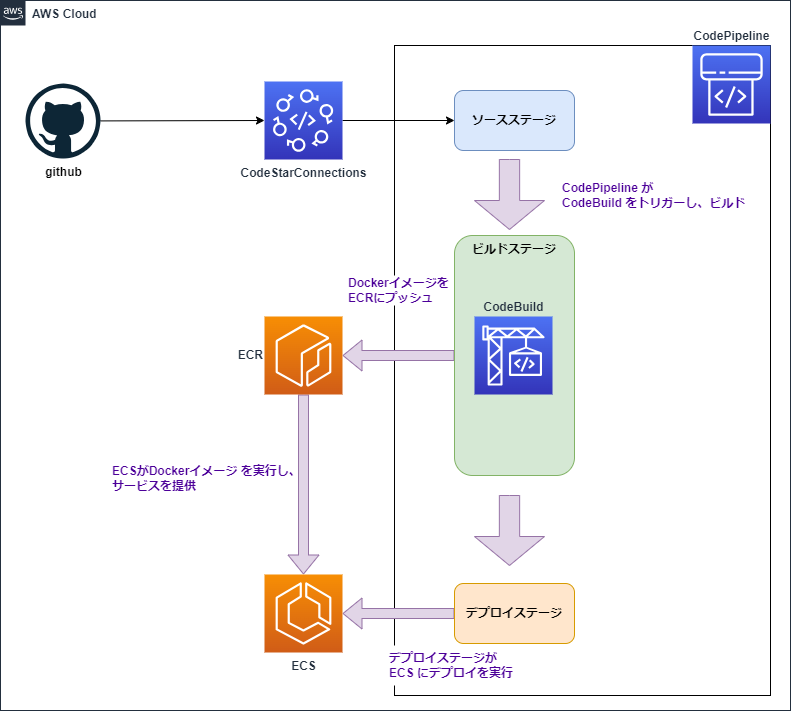 aws
AWS Cloud
CodePipeline
github
CodeStarConnections
ソースステージ
CodePipeline が
CodeBuild をトリガーし、ビルド
ビルドステージ
Dockerイメージを
ECRにプッシュ
CodeBuild
ECR
ECSがDockerイメージ を実行し、
サービスを提供
デプロイステージ
ECS
デプロイステージが
ECS にデプロイを実行